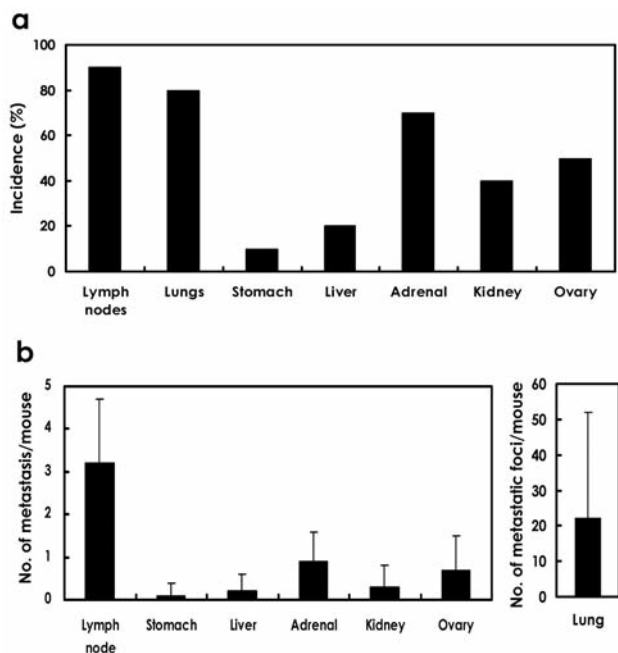 a
Incidence (%)
100
80
60
40
20
0
Lymph nodes
Lungs
Stomach
Liver
Adrenal
Kidney
Ovary
b
No. of metastasis/mouse
5
4
3
2
1
0
Lymph node
Stomach
Liver
Adrenal
Kidney
Ovary
No. of metastatic foci/mouse
60
50
40
30
20
10
0
Lung